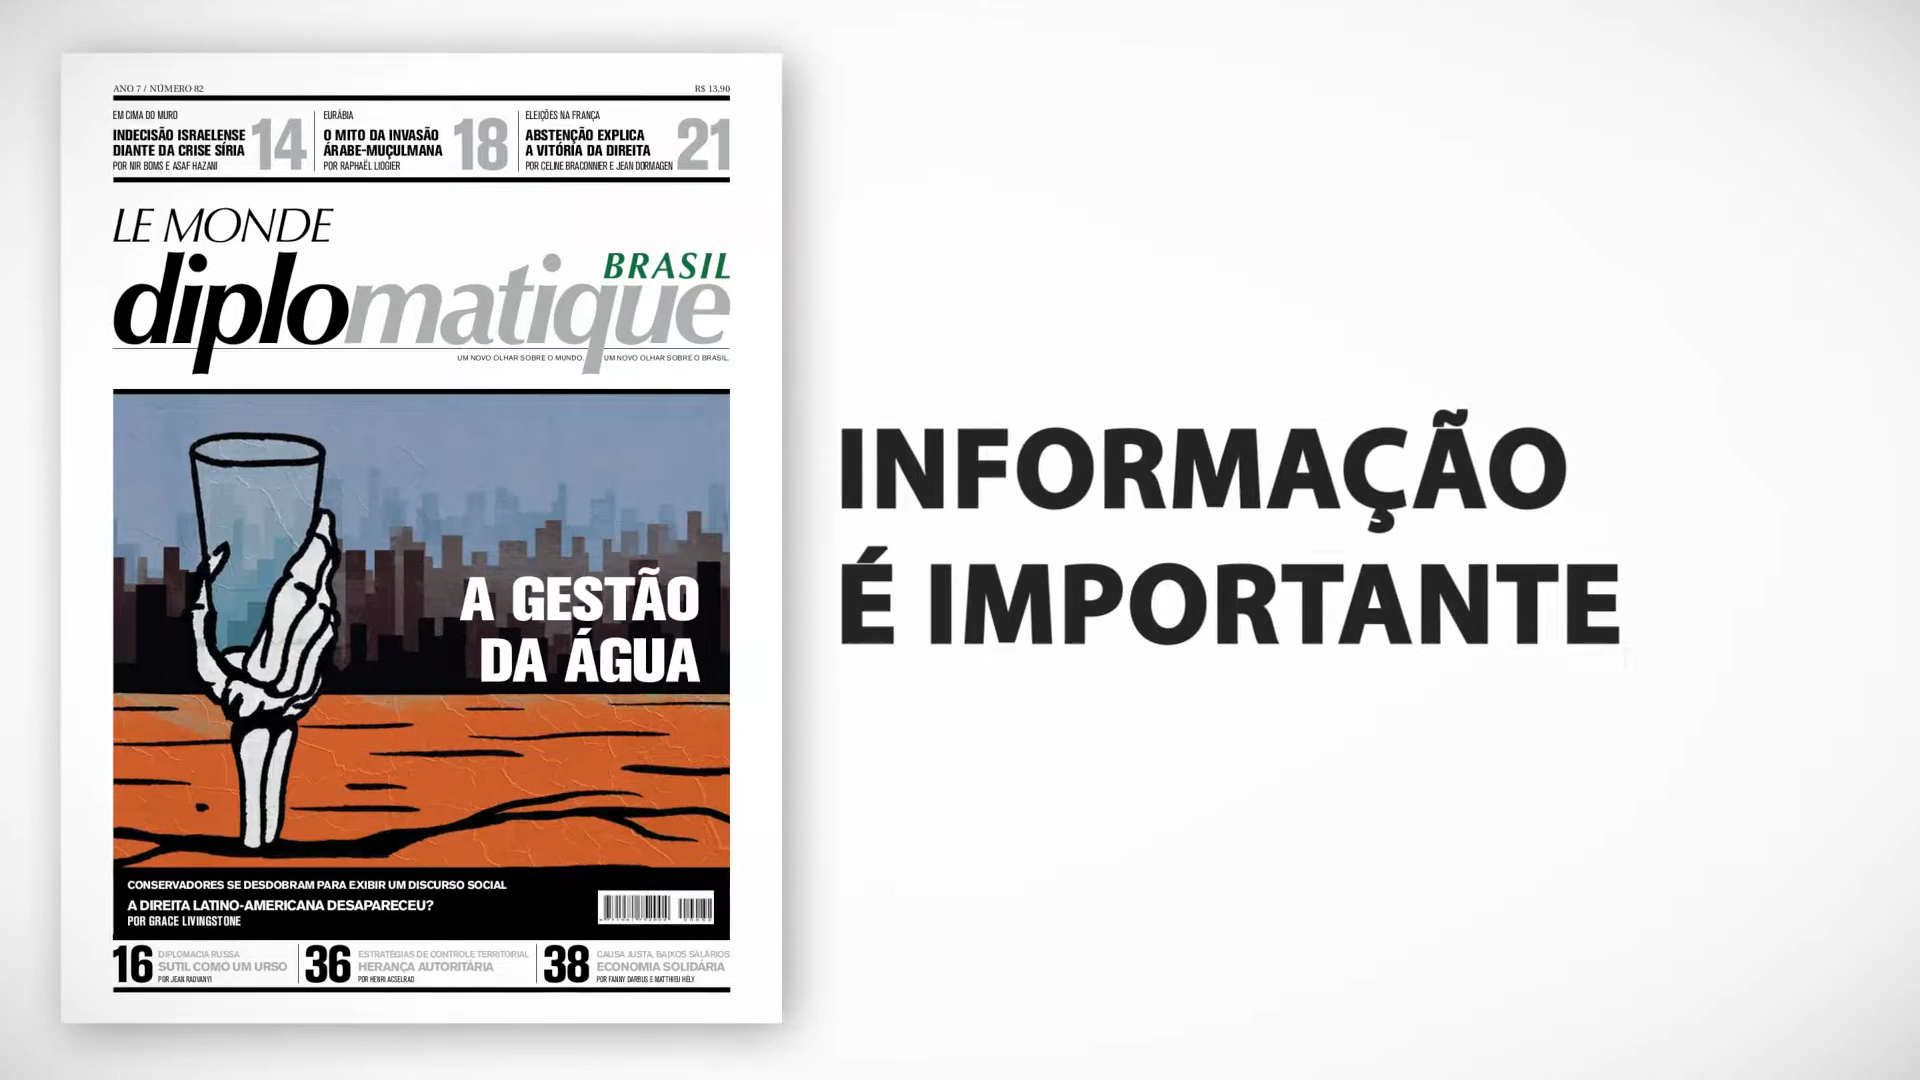 ANO 7 / NÚMERO 82
R$ 13,90
EM CIMA DO MURO
INDECISÃO ISRAELENSE
DIANTE DA CRISE SÍRIA
POR NIR BOMS E ASAF HAZANI
14
EURÁBIA
O MITO DA INVASÃO
ÁRABE-MUÇULMANA
POR RAPHAËL LIOGIER
18
ELEIÇÕES NA FRANÇA
ABSTENÇÃO EXPLICA
A VITÓRIA DA DIREITA
POR CELINE BRACONNIER E JEAN DORMAGEN
21
LE MONDE
diplomatique
BRASIL
UM NOVO OLHAR SOBRE O MUNDO. UM NOVO OLHAR SOBRE O BRASIL.
A GESTÃO
DA ÁGUA
CONSERVADORES SE DESDOBRAM PARA EXIBIR UM DISCURSO SOCIAL
A DIREITA LATINO-AMERICANA DESAPARECEU?
POR GRACE LIVINGSTONE
16
DIPLOMACIA RUSSA
SUTIL COMO UM URSO
POR JEAN RADVANYI
36
ESTRATÉGIAS DE CONTROLE TERRITORIAL
HERANÇA AUTORITÁRIA
POR HENRI ACSELRAD
38
CAUSA JUSTA, BAIXOS SALÁRIOS
ECONOMIA SOLIDÁRIA
POR FANNY DARBUS E MATTHIEU HÉLY
INFORMAÇÃO
É IMPORTANTE